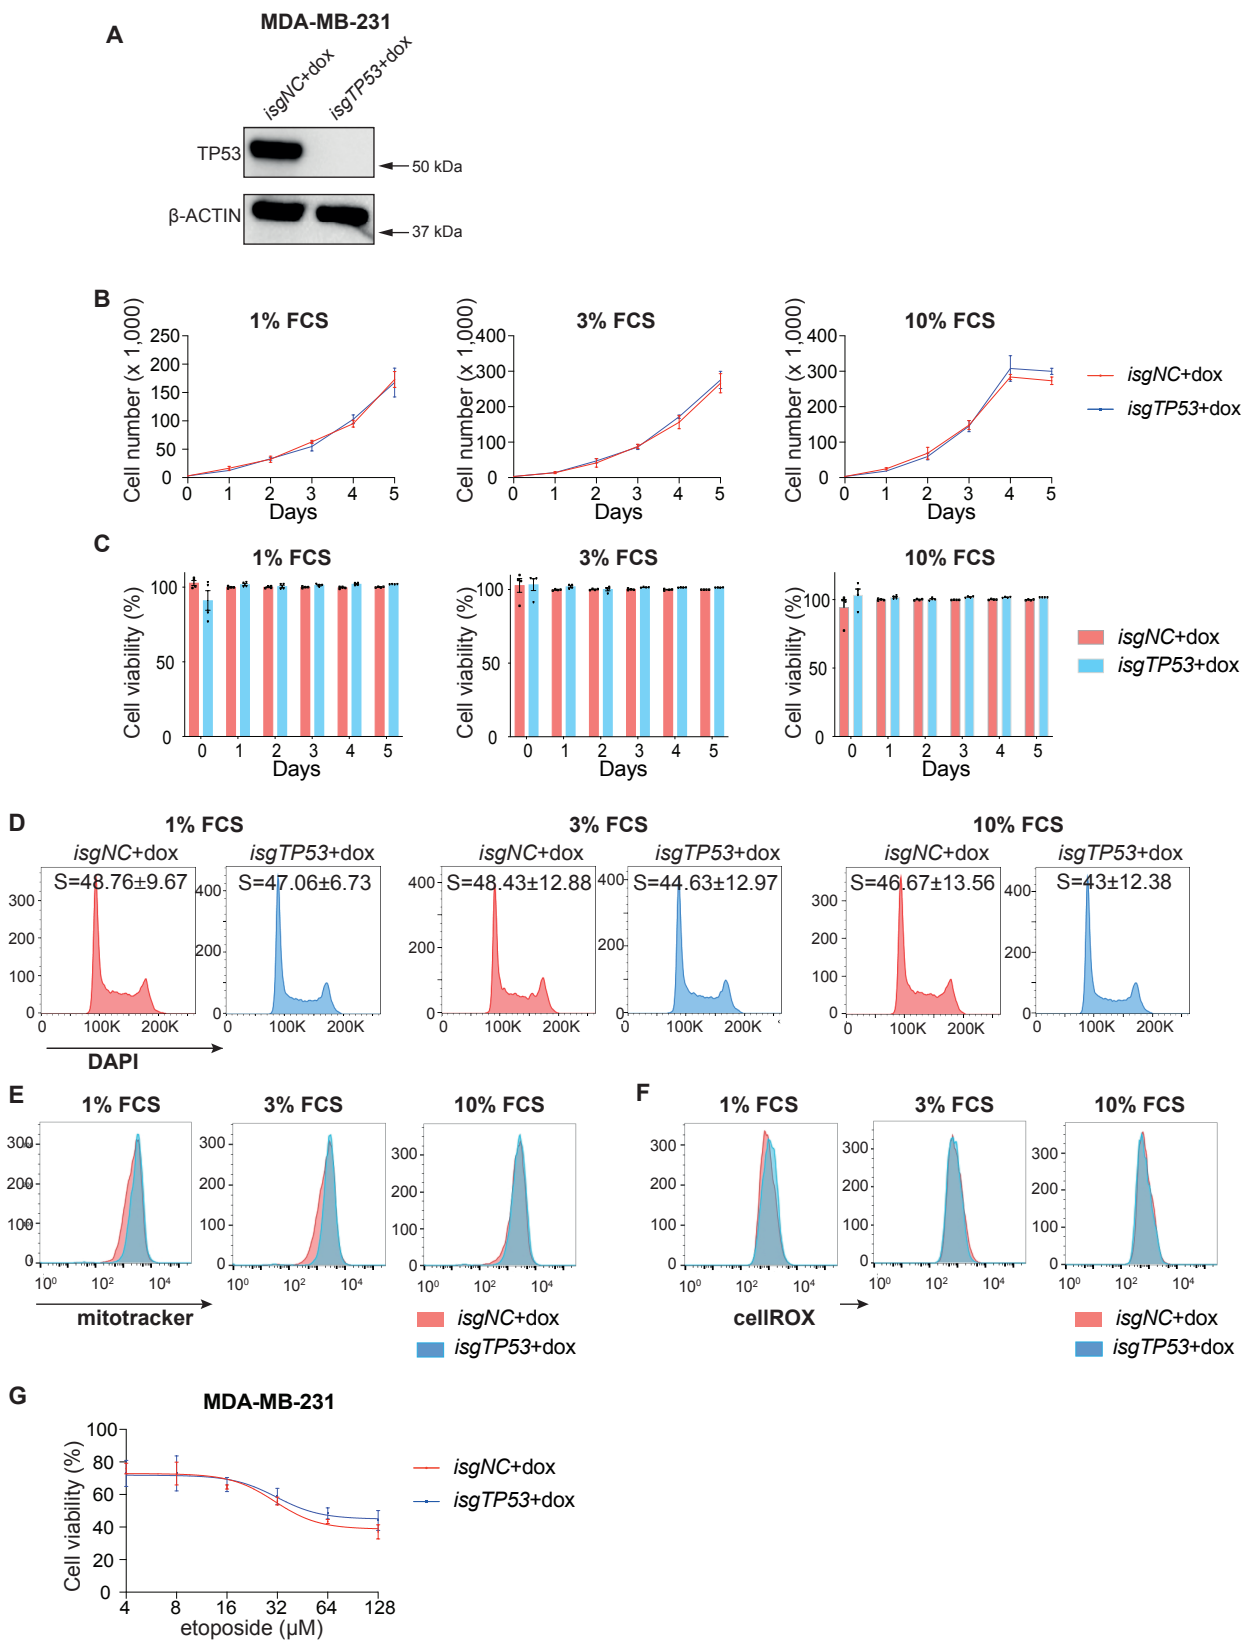 A
MDA-MB-231
isgNC+dox
isgTP53+dox
TP53
50 kDa
β-ACTIN
37 kDa
B
1% FCS
3% FCS
10% FCS
Cell number (x 1,000)
250
200
150
100
50
0
0 1 2 3 4 5
Days
Cell number (x 1,000)
400
300
200
100
0
0 1 2 3 4 5
Days
Cell number (x 1,000)
400
300
200
100
0
0 1 2 3 4 5
Days
isgNC+dox
isgTP53+dox
C
1% FCS
3% FCS
10% FCS
Cell viability (%)
100
50
0
0 1 2 3 4 5
Days
Cell viability (%)
100
50
0
0 1 2 3 4 5
Days
Cell viability (%)
100
50
0
0 1 2 3 4 5
Days
isgNC+dox
isgTP53+dox
D
1% FCS
3% FCS
10% FCS
isgNC+dox
S=48.76±9.67
300
200
100
0
0 100K 200K
isgTP53+dox
S=47.06±6.73
400
200
0
0 100K 200K
isgNC+dox
S=48.43±12.88
400
200
0
0 100K 200K
isgTP53+dox
S=44.63±12.97
400
200
0
0 100K 200K
isgNC+dox
S=46.67±13.56
300
200
100
0
0 100K 200K
isgTP53+dox
S=43±12.38
400
200
0
0 100K 200K
DAPI
E
1% FCS
3% FCS
10% FCS
300
200
100
0
10⁰ 10² 10⁴
300
200
100
0
10⁰ 10² 10⁴
300
200
100
0
10⁰ 10² 10⁴
mitotracker
isgNC+dox
isgTP53+dox
F
1% FCS
3% FCS
10% FCS
300
200
100
0
10⁰ 10² 10⁴
300
200
100
0
10⁰ 10² 10⁴
300
200
100
0
10⁰ 10² 10⁴
cellROX
isgNC+dox
isgTP53+dox
G
MDA-MB-231
Cell viability (%)
100
80
60
40
20
0
4 8 16 32 64 128
etoposide (µM)
isgNC+dox
isgTP53+dox